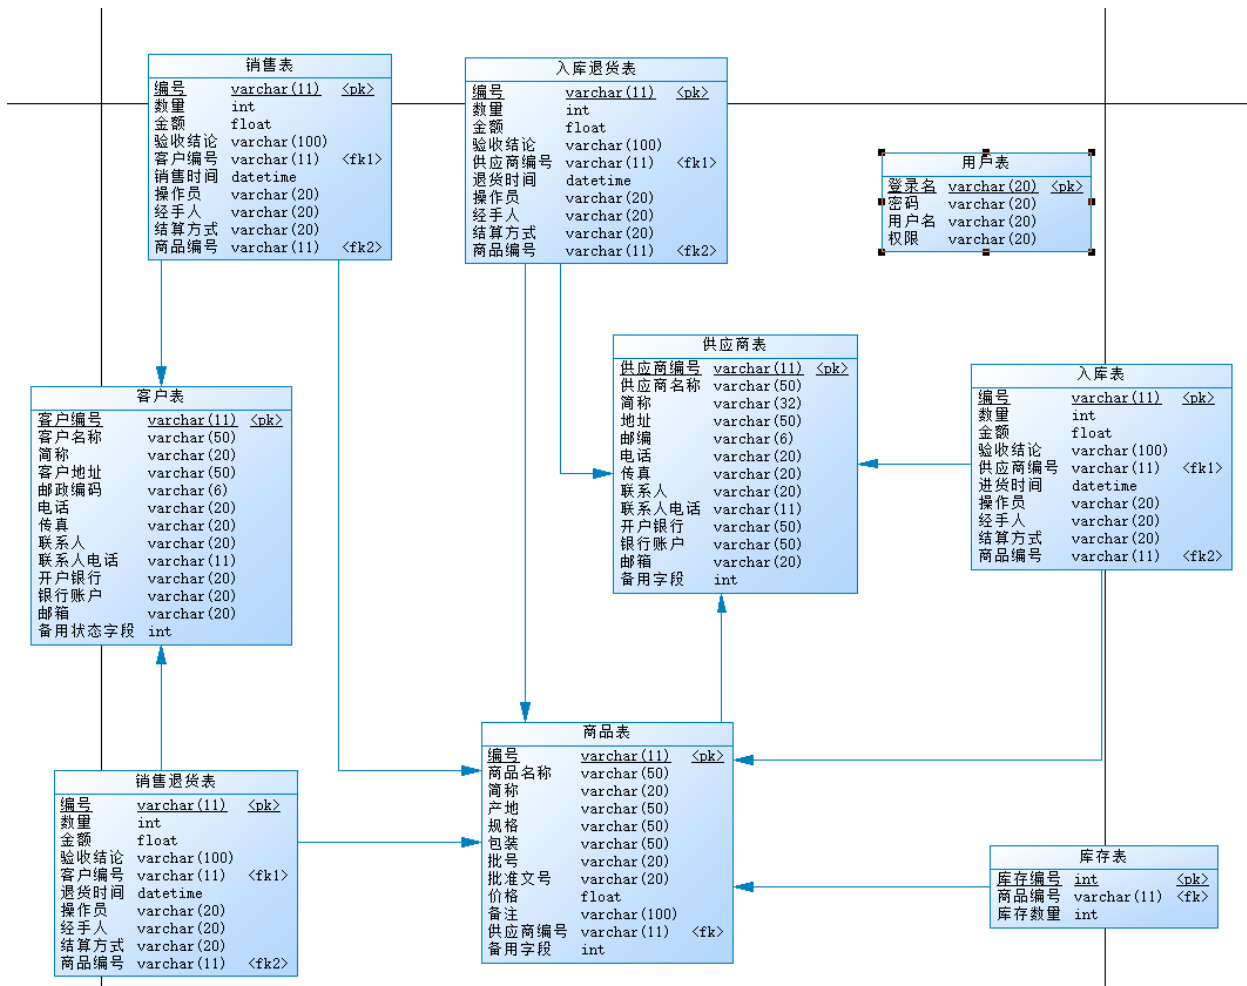 销售表
编号 varchar(11) <pk>
数量 int
金额 float
验收结论 varchar(100)
客户编号 varchar(11) <fk1>
销售时间 datetime
操作员 varchar(20)
经手人 varchar(20)
结算方式 varchar(20)
商品编号 varchar(11) <fk2>
入库退货表
编号 varchar(11) <pk>
数量 int
金额 float
验收结论 varchar(100)
供应商编号 varchar(11) <fk1>
退货时间 datetime
操作员 varchar(20)
经手人 varchar(20)
结算方式 varchar(20)
商品编号 varchar(11) <fk2>
用户表
登录名 varchar(20) <pk>
密码 varchar(20)
用户名 varchar(20)
权限 varchar(20)
供应商表
供应商编号 varchar(11) <pk>
供应商名称 varchar(50)
简称 varchar(32)
地址 varchar(50)
邮编 varchar(6)
电话 varchar(20)
传真 varchar(20)
联系人 varchar(20)
联系人电话 varchar(11)
开户银行 varchar(50)
银行账户 varchar(50)
邮箱 varchar(20)
备用字段 int
入库表
编号 varchar(11) <pk>
数量 int
金额 float
验收结论 varchar(100)
供应商编号 varchar(11) <fk1>
进货时间 datetime
操作员 varchar(20)
经手人 varchar(20)
结算方式 varchar(20)
商品编号 varchar(11) <fk2>
客户表
客户编号 varchar(11) <pk>
客户名称 varchar(50)
简称 varchar(20)
客户地址 varchar(50)
邮政编码 varchar(6)
电话 varchar(20)
传真 varchar(20)
联系人 varchar(20)
联系人电话 varchar(11)
开户银行 varchar(20)
银行账户 varchar(20)
邮箱 varchar(20)
备用状态字段 int
商品表
编号 varchar(11) <pk>
商品名称 varchar(50)
简称 varchar(20)
产地 varchar(50)
规格 varchar(50)
包装 varchar(50)
批号 varchar(20)
批准文号 varchar(20)
价格 float
备注 varchar(100)
供应商编号 varchar(11) <fk>
备用字段 int
销售退货表
编号 varchar(11) <pk>
数量 int
金额 float
验收结论 varchar(100)
客户编号 varchar(11) <fk1>
退货时间 datetime
操作员 varchar(20)
经手人 varchar(20)
结算方式 varchar(20)
商品编号 varchar(11) <fk2>
库存表
库存编号 int <pk>
商品编号 varchar(11) <fk>
库存数量 int